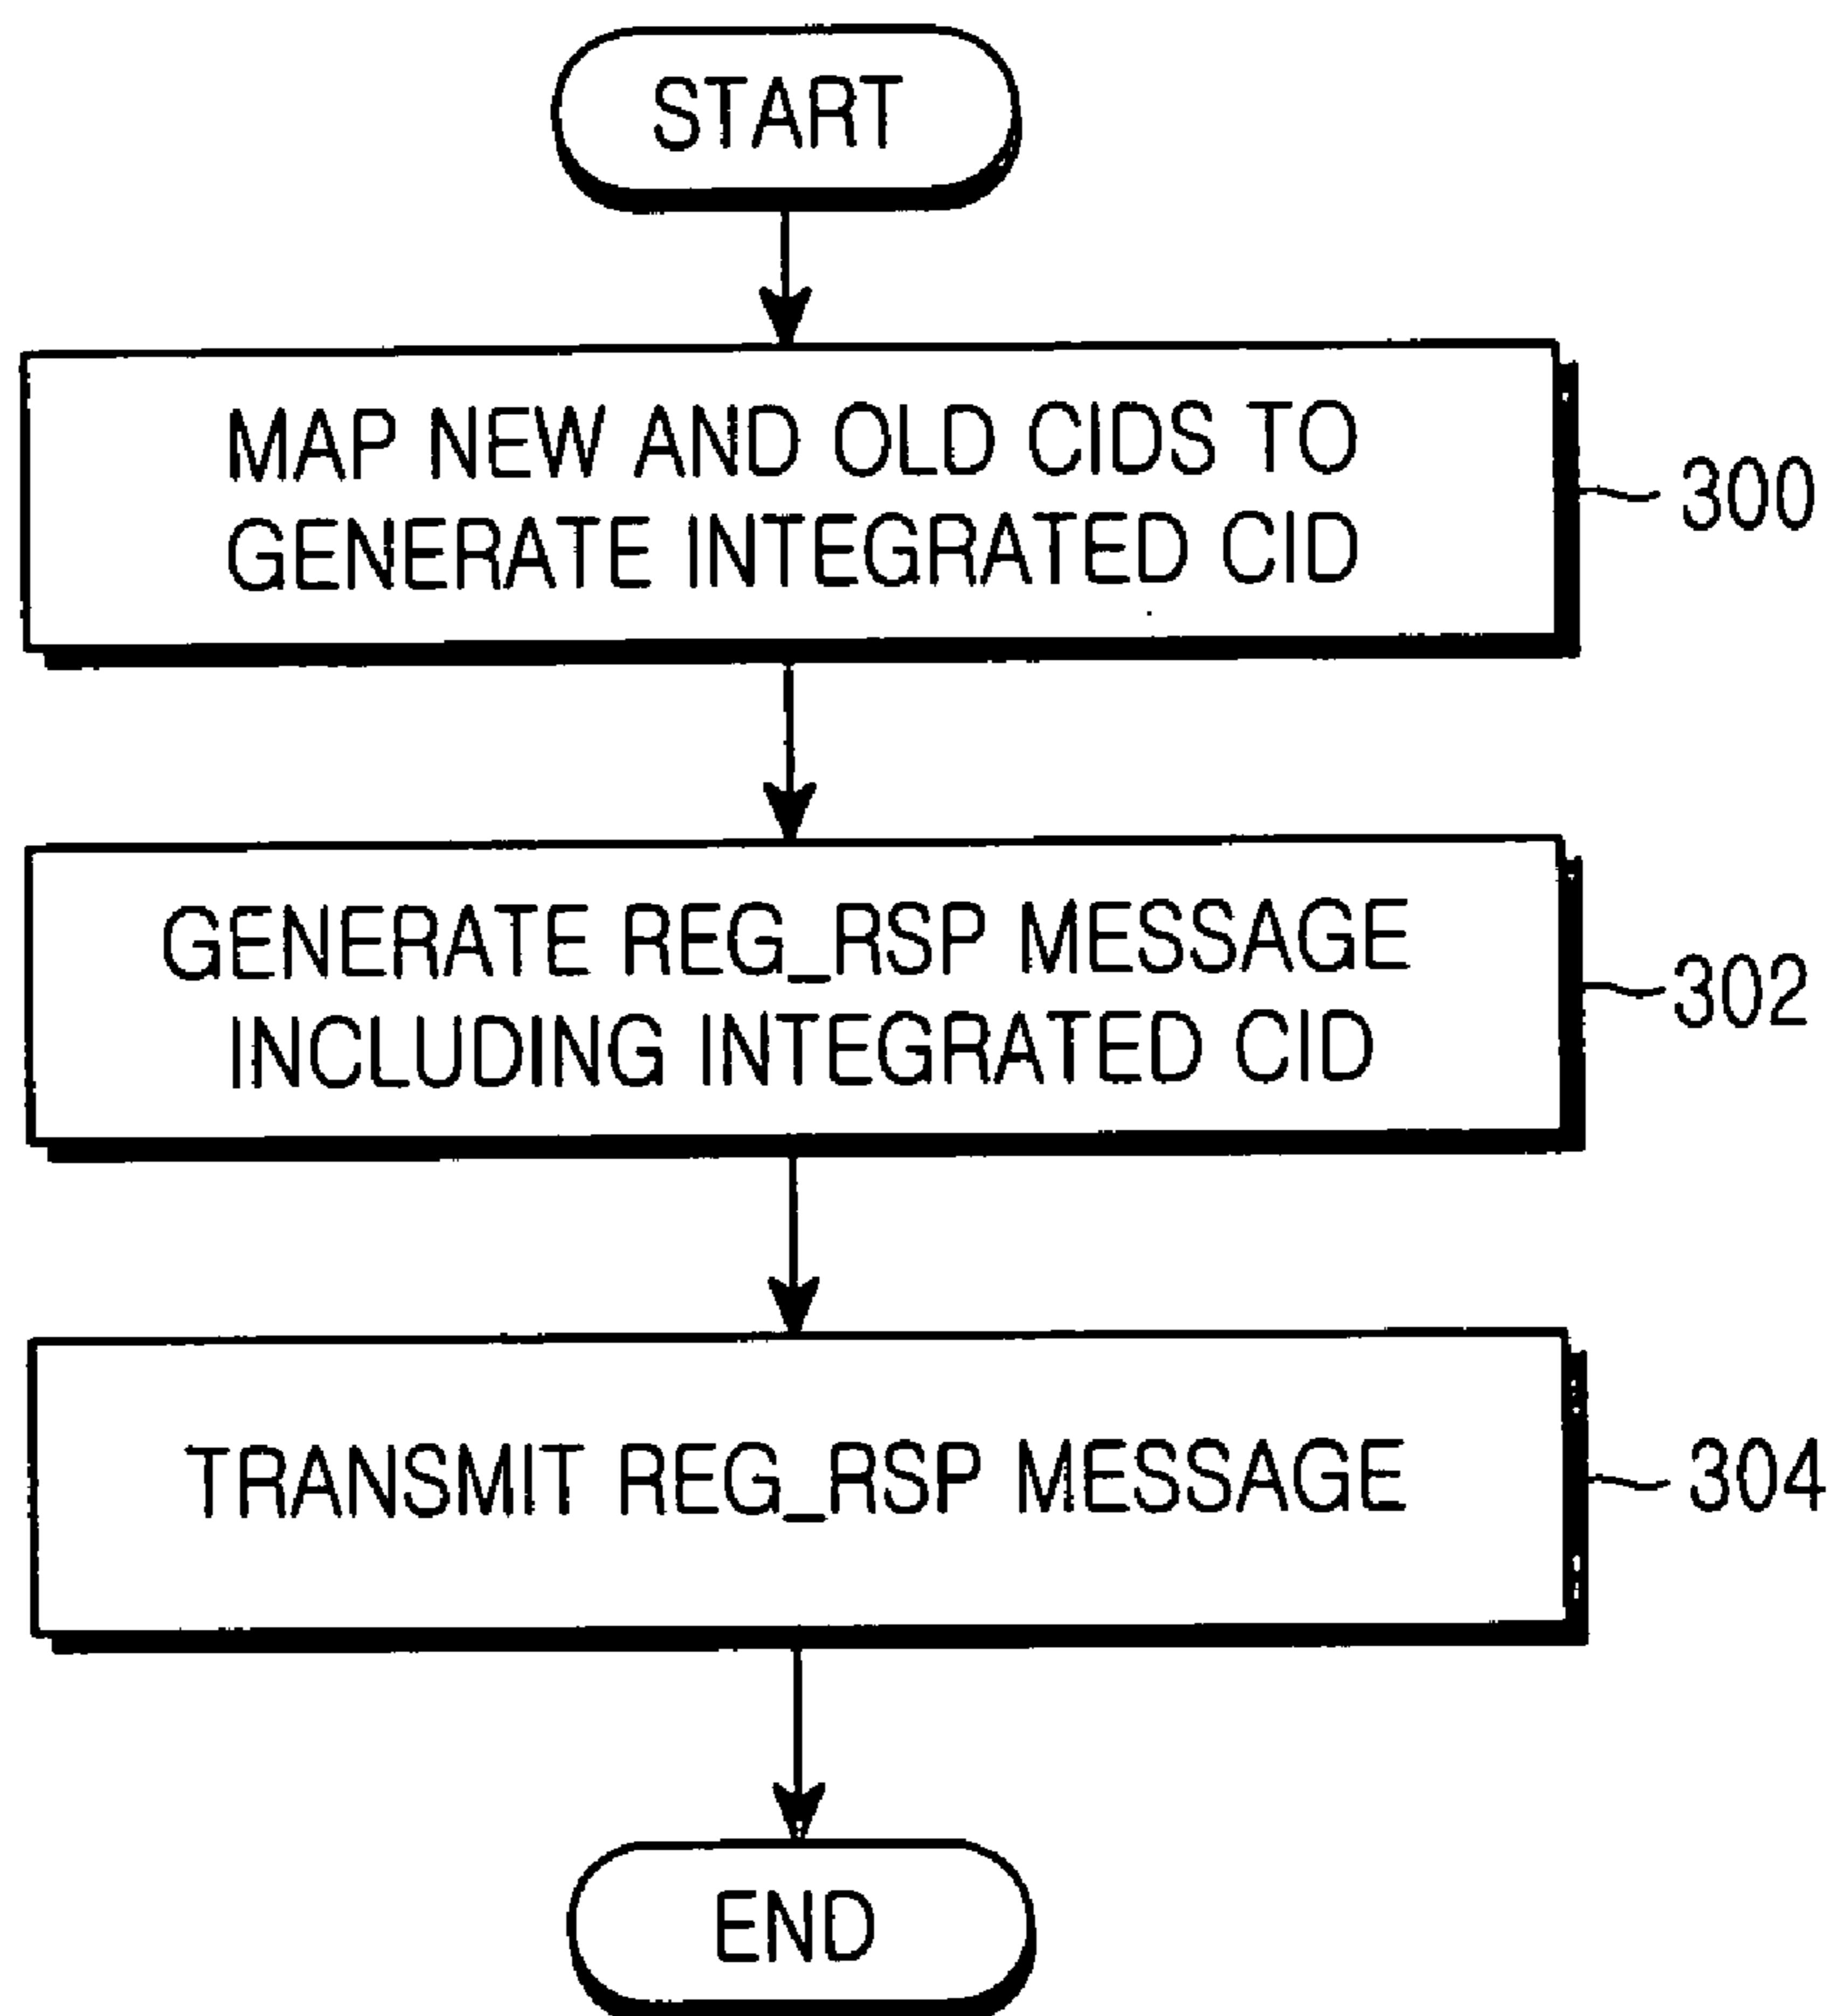 START
MAP NEW AND OLD CIDS TO
GENERATE INTEGRATED CID
300
GENERATE REG_RSP MESSAGE
INCLUDING INTEGRATED CID
302
TRANSMIT REG_RSP MESSAGE
304
END